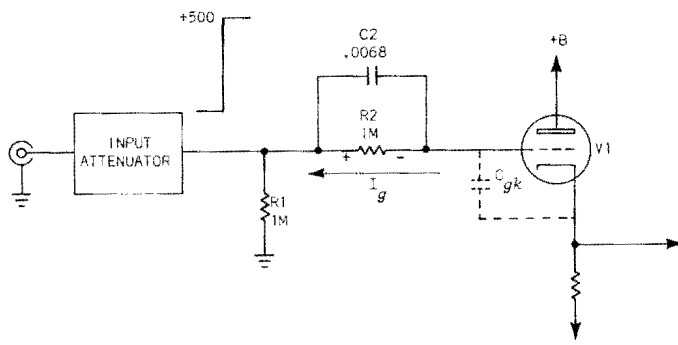 +500
C2
.0068
+B
INPUT
ATTENUATOR
R2
1M
+ -
V1
Ig
Cgk
R1
1M